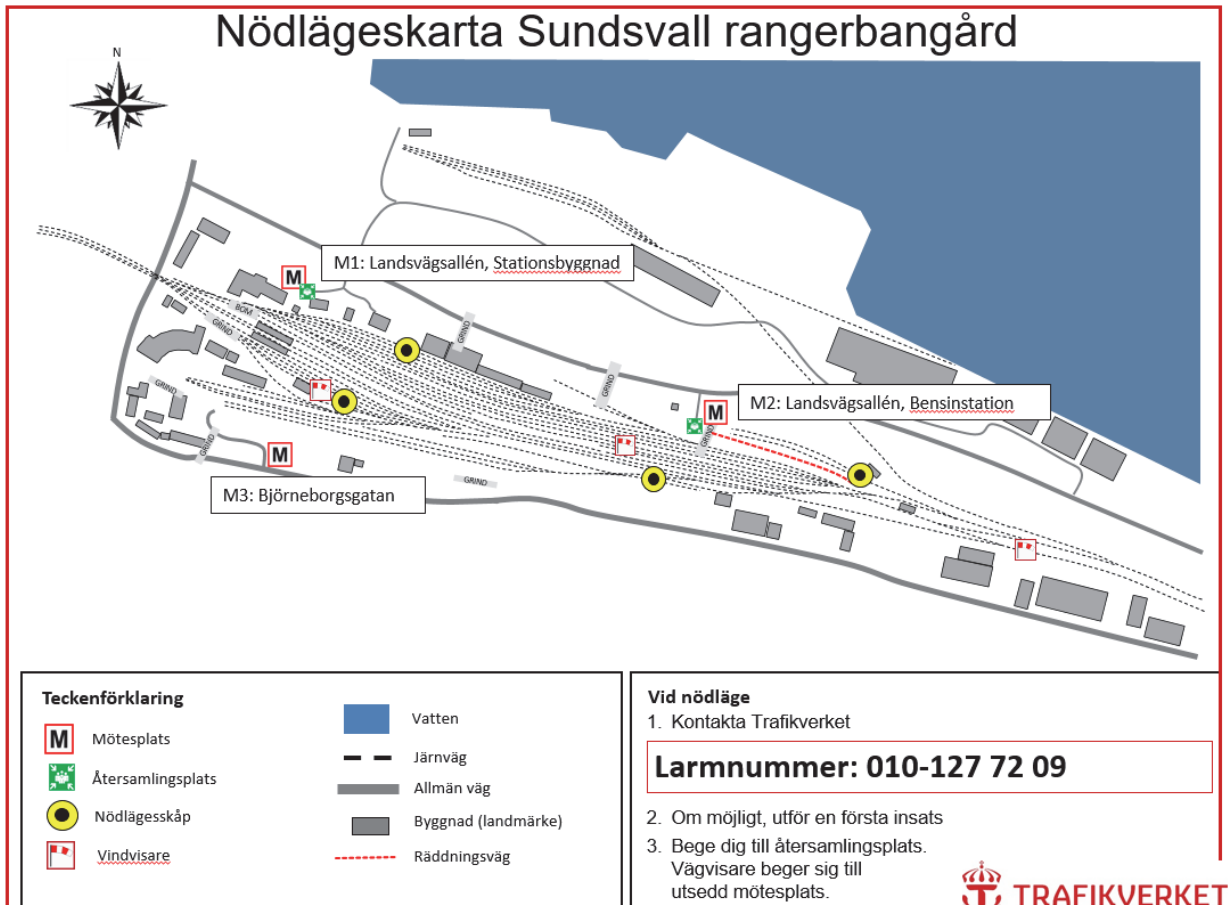 Nödlägeskarta Sundsvall rangerbangård
N
M1: Landsvägsallén, Stationsbyggnad
M
BOM
GRIND
GRIND
GRIND
GRIND
M
M2: Landsvägsallén, Bensinstation
GRIND
GRIND
M
GRIND
M3: Björneborgsgatan
GRIND
Teckenförklaring
M Mötesplats
Återsamlingsplats
Nödlägesskåp
Vindvisare
Vatten
Järnväg
Allmän väg
Byggnad (landmärke)
Räddningsväg
Vid nödläge
1. Kontakta Trafikverket
Larmnummer: 010-127 72 09
2. Om möjligt, utför en första insats
3. Bege dig till återsamlingsplats.
Vägvisare beger sig till
utsedd mötesplats.
TRAFIKVERKET